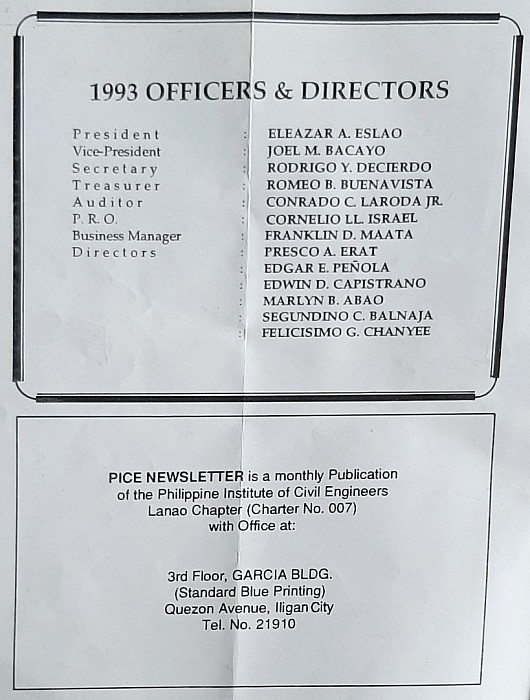 1993 OFFICERS & DIRECTORS
President : ELEAZAR A. ESLAO
Vice-President : JOEL M. BACAYO
Secretary : RODRIGO Y. DECIERDO
Treasurer : ROMEO B. BUENAVISTA
Auditor : CONRADO C. LARODA JR.
P. R. O. : CORNELIO LL. ISRAEL
Business Manager : FRANKLIN D. MAATA
Directors : PRESCO A. ERAT
: EDGAR E. PEÑOLA
: EDWIN D. CAPISTRANO
: MARLYN B. ABAO
: SEGUNDINO C. BALNAJA
: FELICISIMO G. CHANYEE
PICE NEWSLETTER is a monthly Publication
of the Philippine Institute of Civil Engineers
Lanao Chapter (Charter No. 007)
with Office at:
3rd Floor, GARCIA BLDG.
(Standard Blue Printing)
Quezon Avenue, Iligan City
Tel. No. 21910